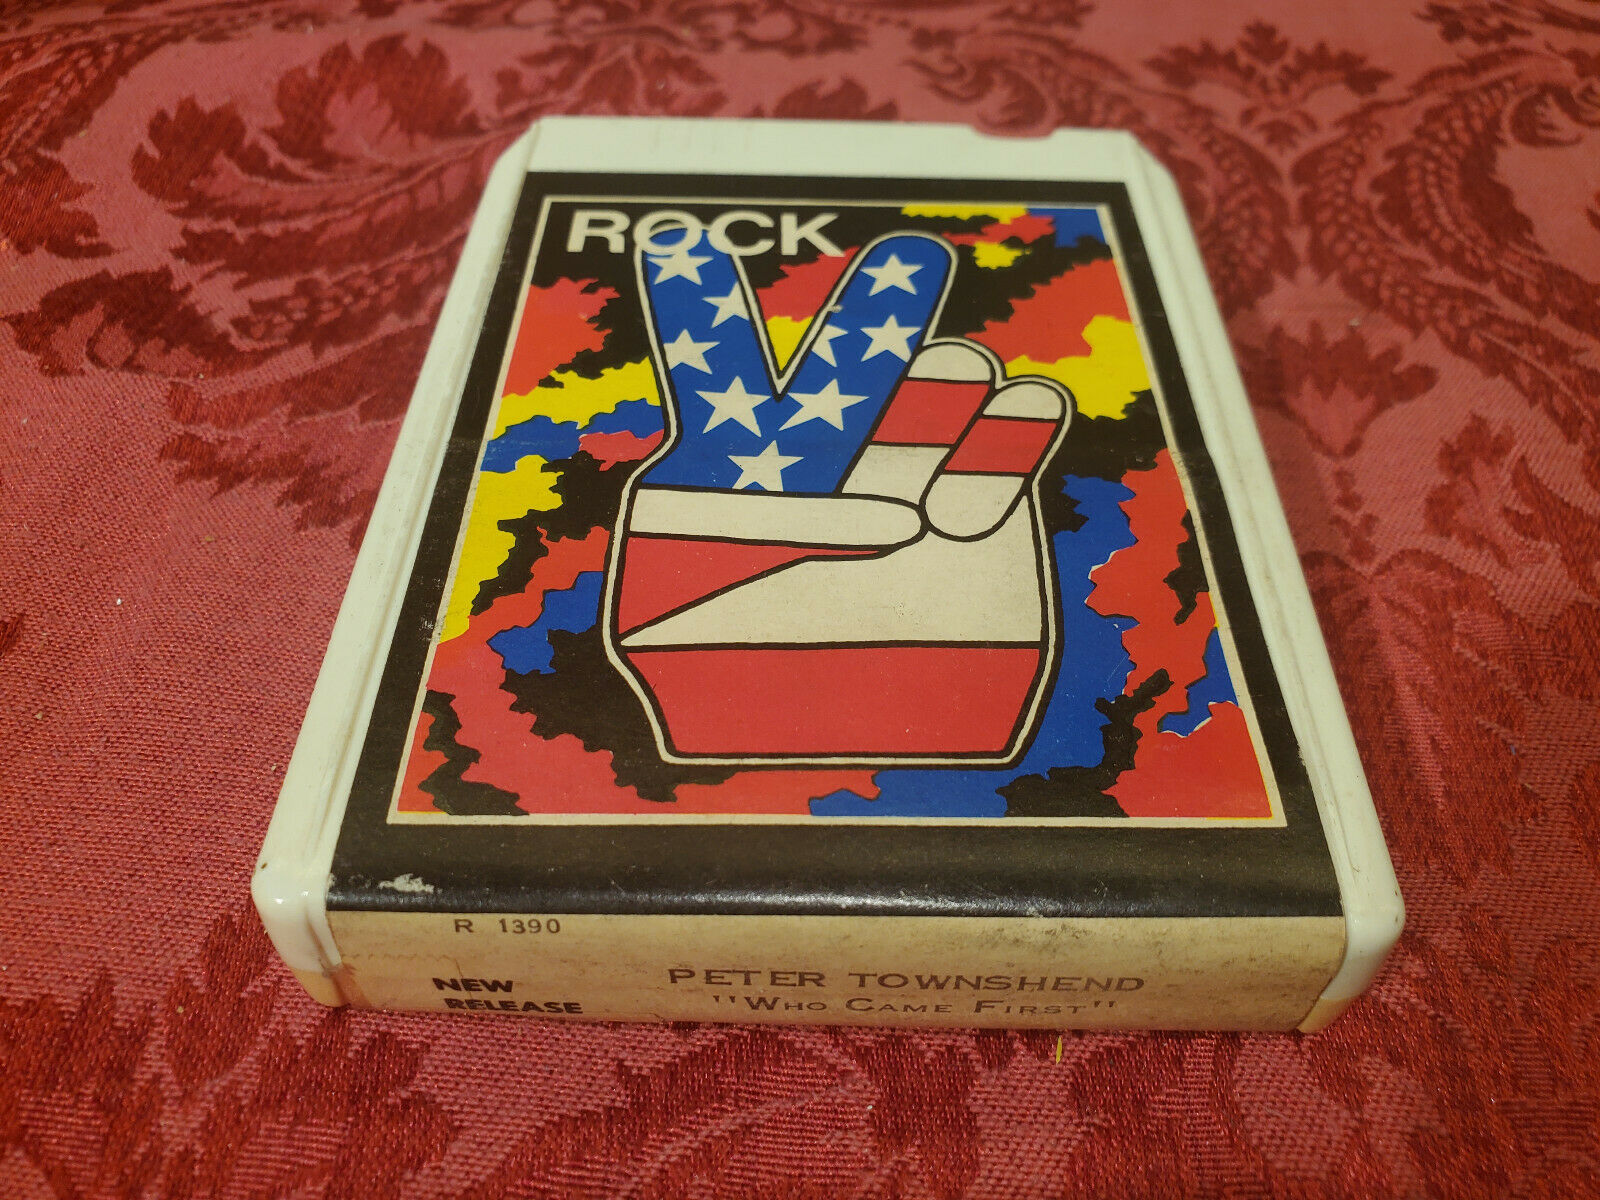 ROCK
R 1390
NEW
RELEASE
PETER TOWNSHEND
"WHO CAME FIRST"